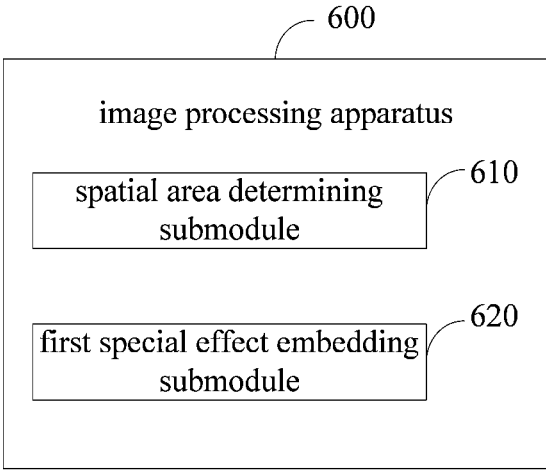 600
image processing apparatus
610
spatial area determining
submodule
620
first special effect embedding
submodule